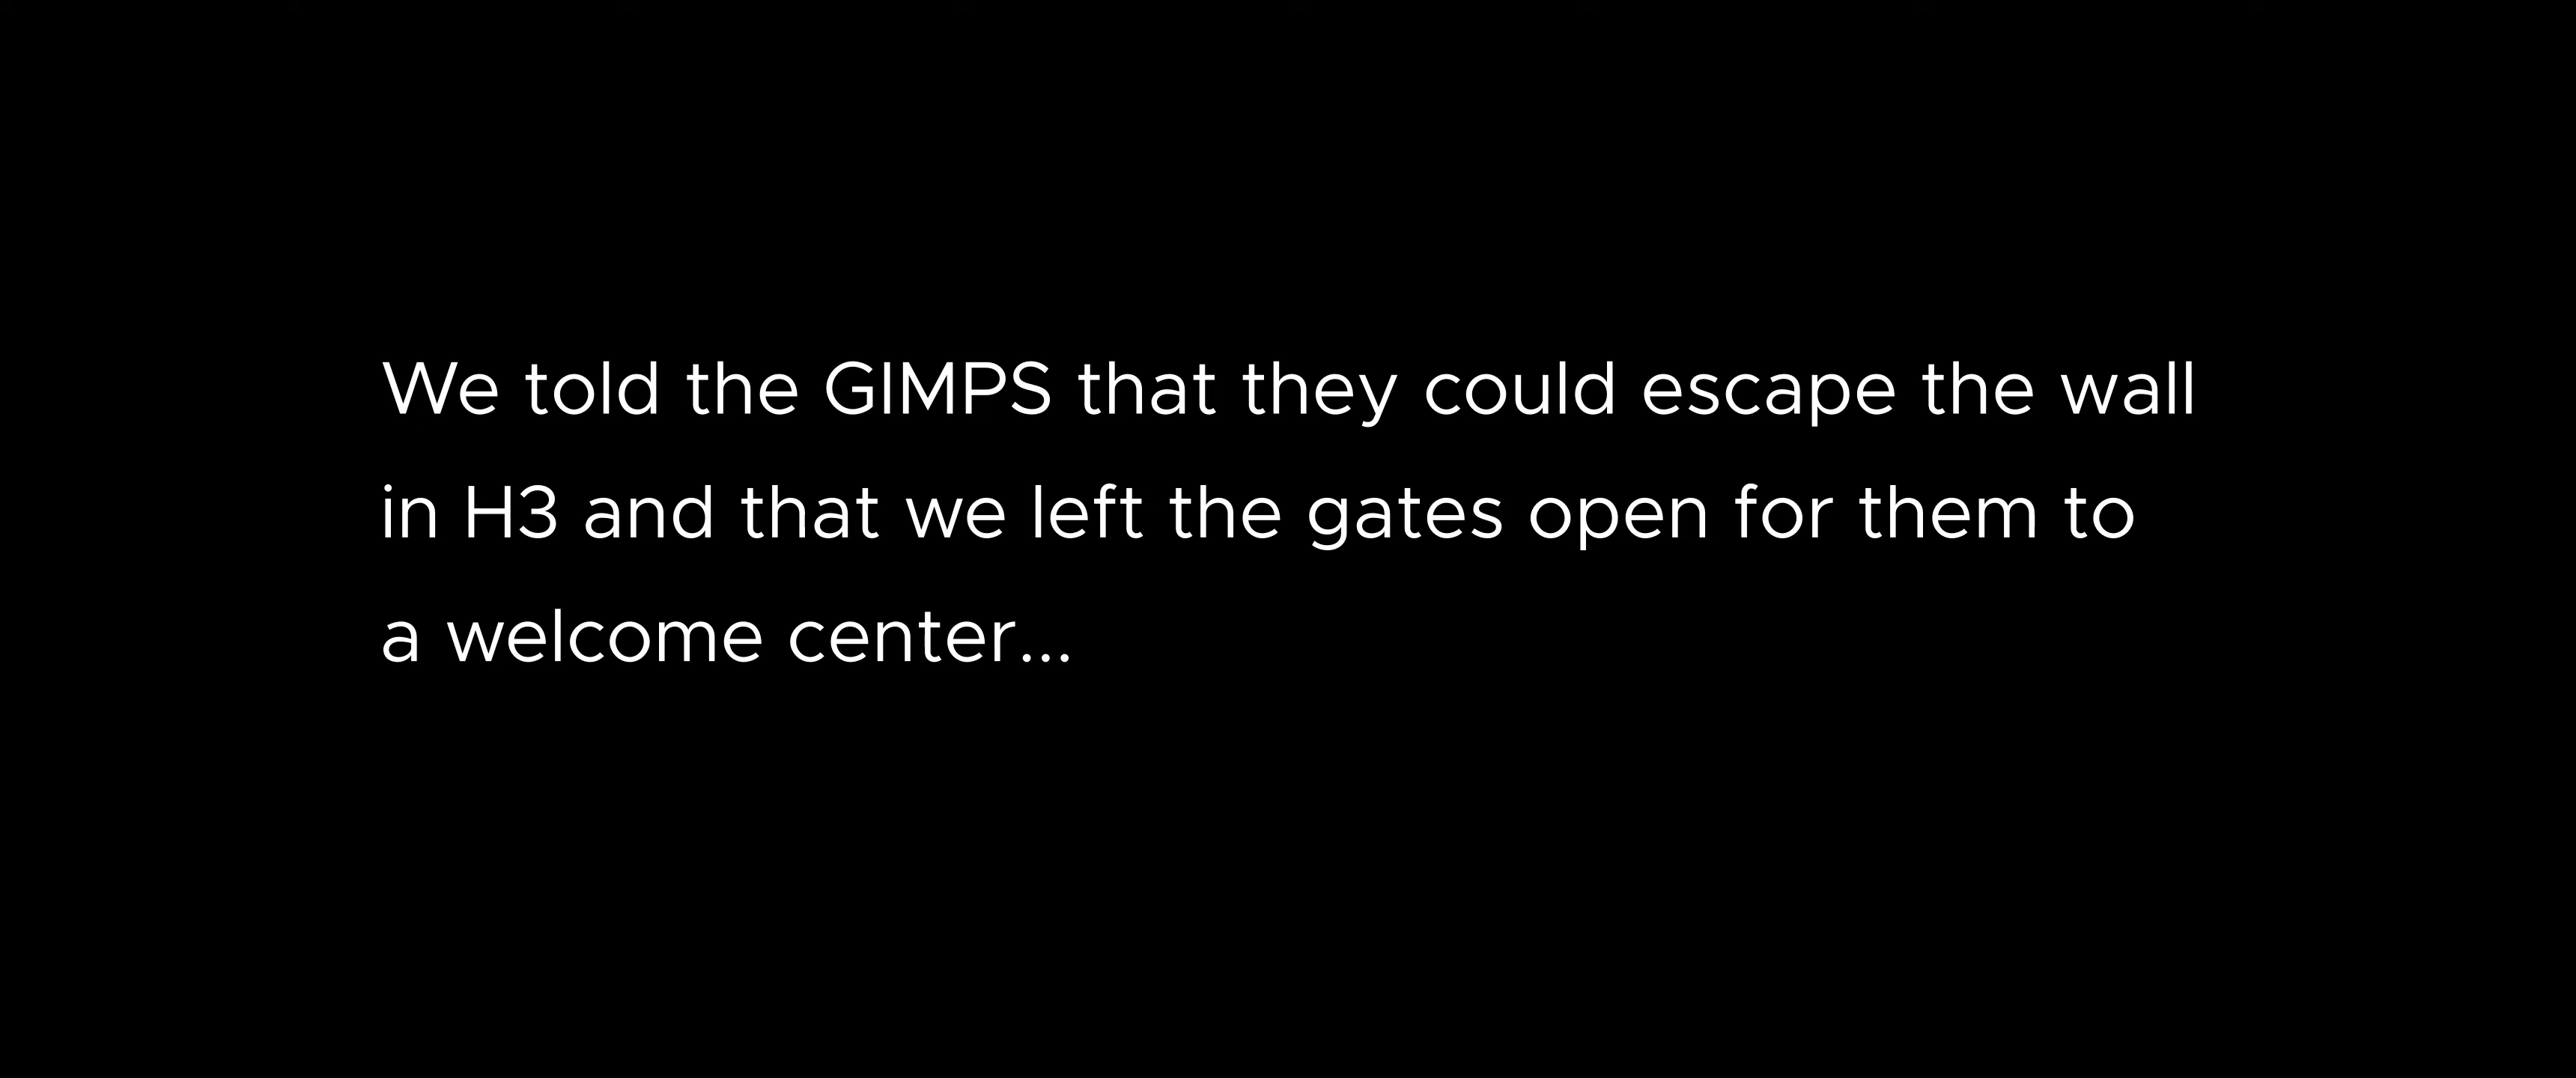 We told the GIMPS that they could escape the wall
in H3 and that we left the gates open for them to
a welcome center...